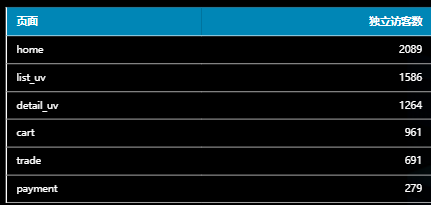 页面 独立访客数
home 2089
list_uv 1586
detail_uv 1264
cart 961
trade 691
payment 279